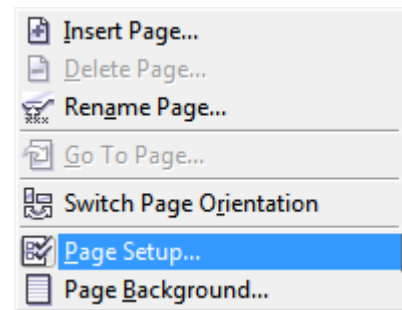 Insert Page...
Delete Page...
Rename Page...
Go To Page...
Switch Page Orientation
Page Setup...
Page Background...